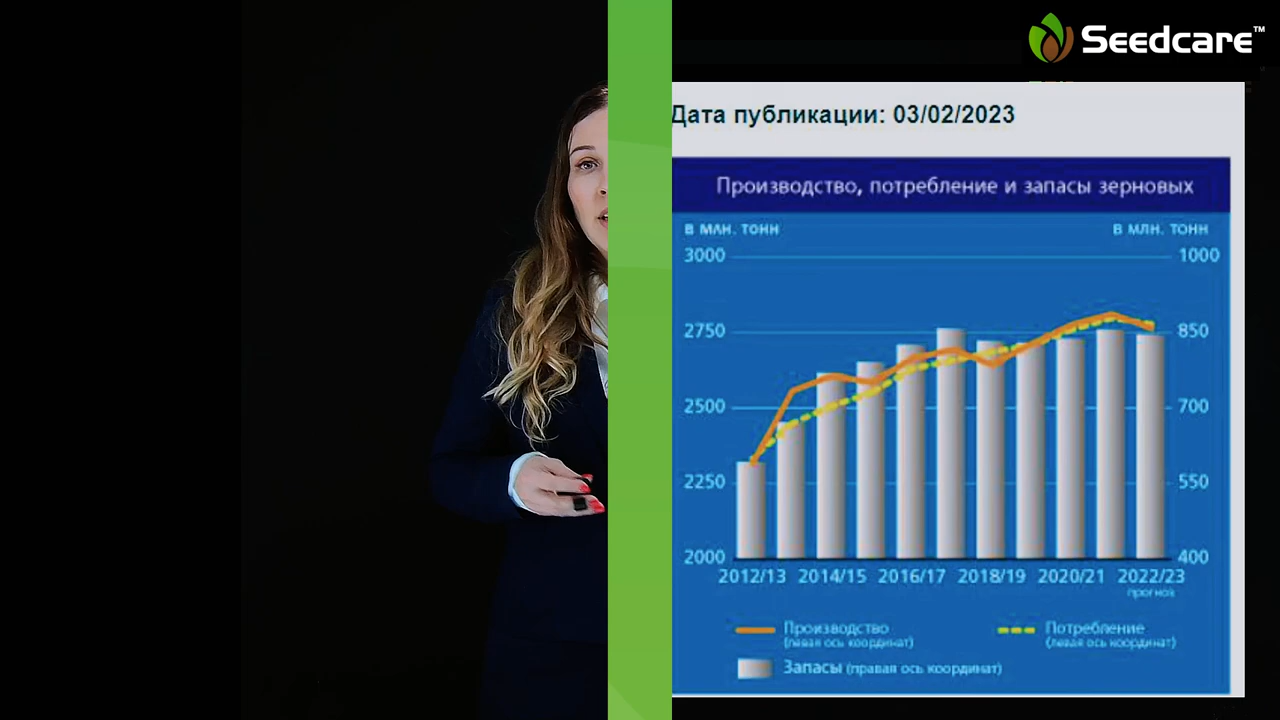 Seedcare™
Дата публикации: 03/02/2023
Производство, потребление и запасы зерновых
В МЛН. ТОНН В МЛН. ТОНН
3000 1000
2750 850
2500 700
2250 550
2000 400
2012/13 2014/15 2016/17 2018/19 2020/21 2022/23
прогноз
Производство Потребление
(левая ось координат) (левая ось координат)
Запасы (правая ось координат)